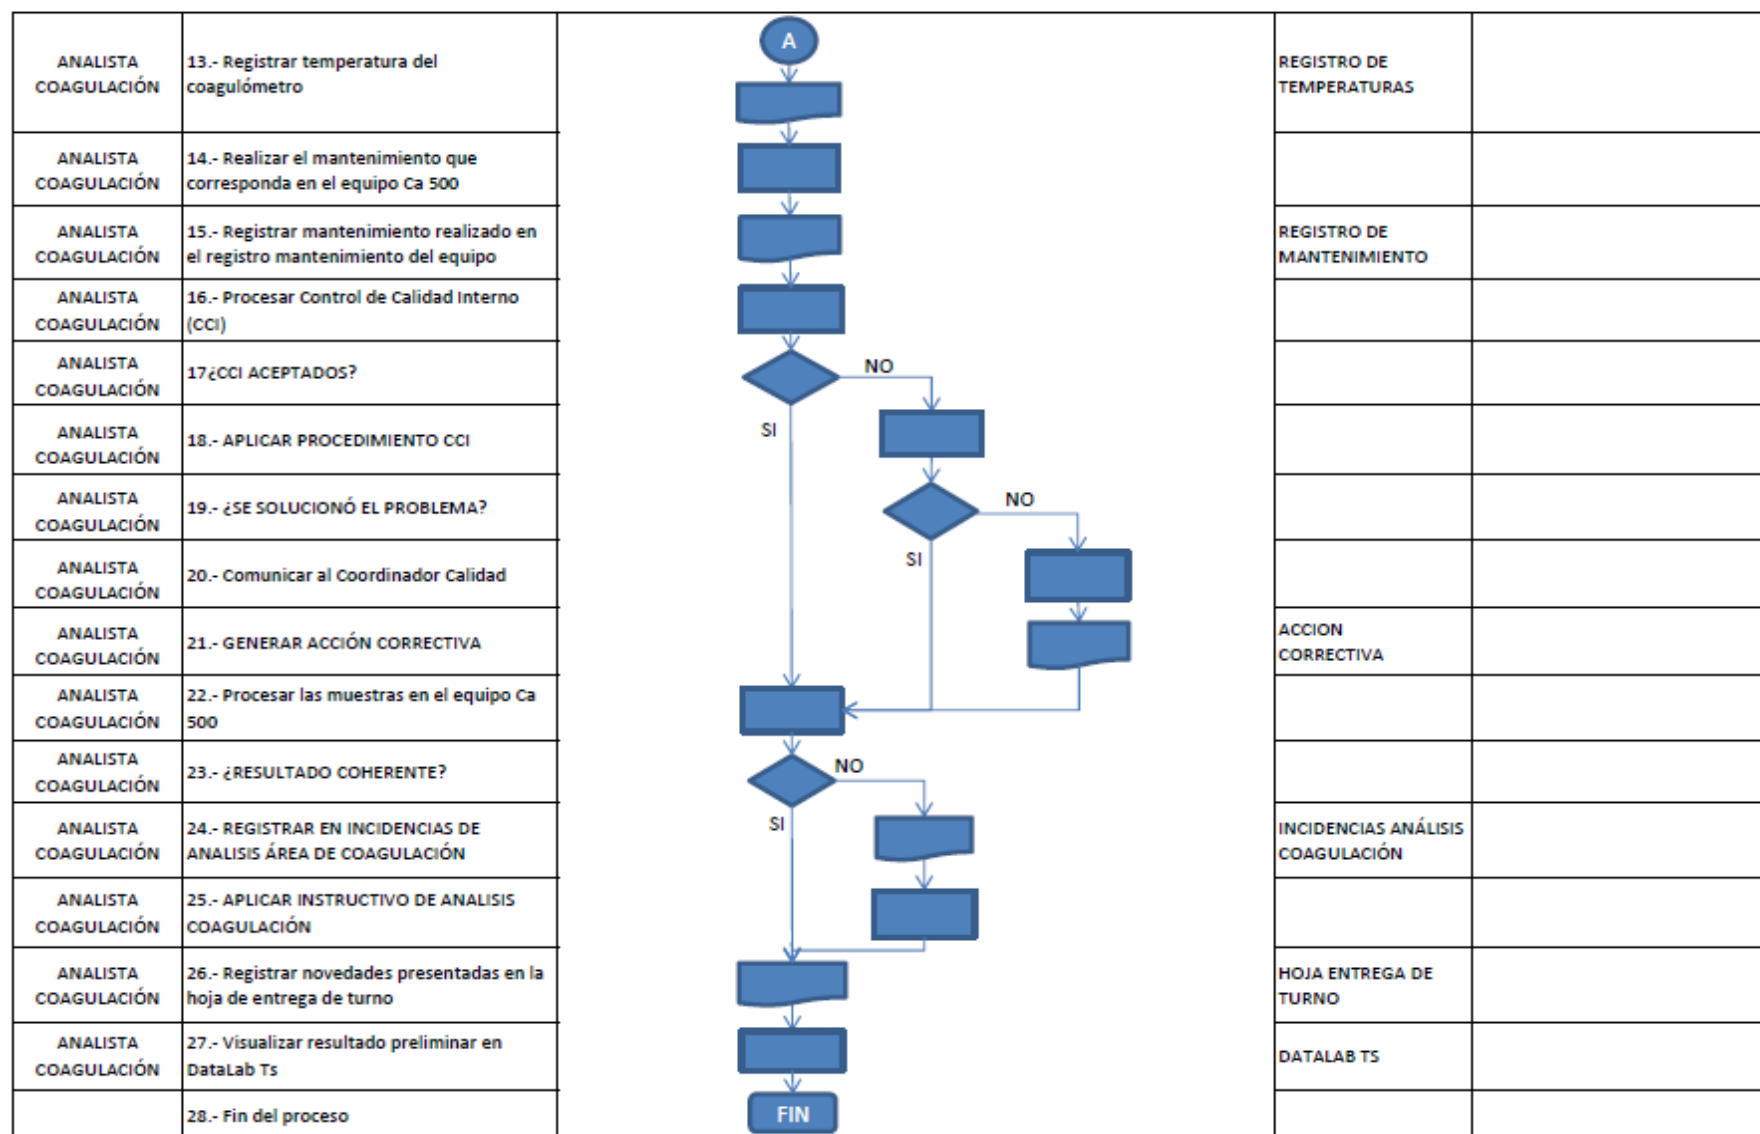 A
ANALISTA
COAGULACIÓN
13.- Registrar temperatura del
coagulómetro
REGISTRO DE
TEMPERATURAS
ANALISTA
COAGULACIÓN
14.- Realizar el mantenimiento que
corresponda en el equipo Ca 500
ANALISTA
COAGULACIÓN
15.- Registrar mantenimiento realizado en
el registro mantenimiento del equipo
REGISTRO DE
MANTENIMIENTO
ANALISTA
COAGULACIÓN
16.- Procesar Control de Calidad Interno
(CCI)
ANALISTA
COAGULACIÓN
17¿CCI ACEPTADOS?
NO
SI
ANALISTA
COAGULACIÓN
18.- APLICAR PROCEDIMIENTO CCI
ANALISTA
COAGULACIÓN
19.- ¿SE SOLUCIONÓ EL PROBLEMA?
NO
SI
ANALISTA
COAGULACIÓN
20.- Comunicar al Coordinador Calidad
ANALISTA
COAGULACIÓN
21.- GENERAR ACCIÓN CORRECTIVA
ACCION
CORRECTIVA
ANALISTA
COAGULACIÓN
22.- Procesar las muestras en el equipo Ca
500
ANALISTA
COAGULACIÓN
23.- ¿RESULTADO COHERENTE?
NO
SI
ANALISTA
COAGULACIÓN
24.- REGISTRAR EN INCIDENCIAS DE
ANALISIS ÁREA DE COAGULACIÓN
INCIDENCIAS ANÁLISIS
COAGULACIÓN
ANALISTA
COAGULACIÓN
25.- APLICAR INSTRUCTIVO DE ANALISIS
COAGULACIÓN
ANALISTA
COAGULACIÓN
26.- Registrar novedades presentadas en la
hoja de entrega de turno
HOJA ENTREGA DE
TURNO
ANALISTA
COAGULACIÓN
27.- Visualizar resultado preliminar en
DataLab Ts
DATALAB TS
28.- Fin del proceso
FIN